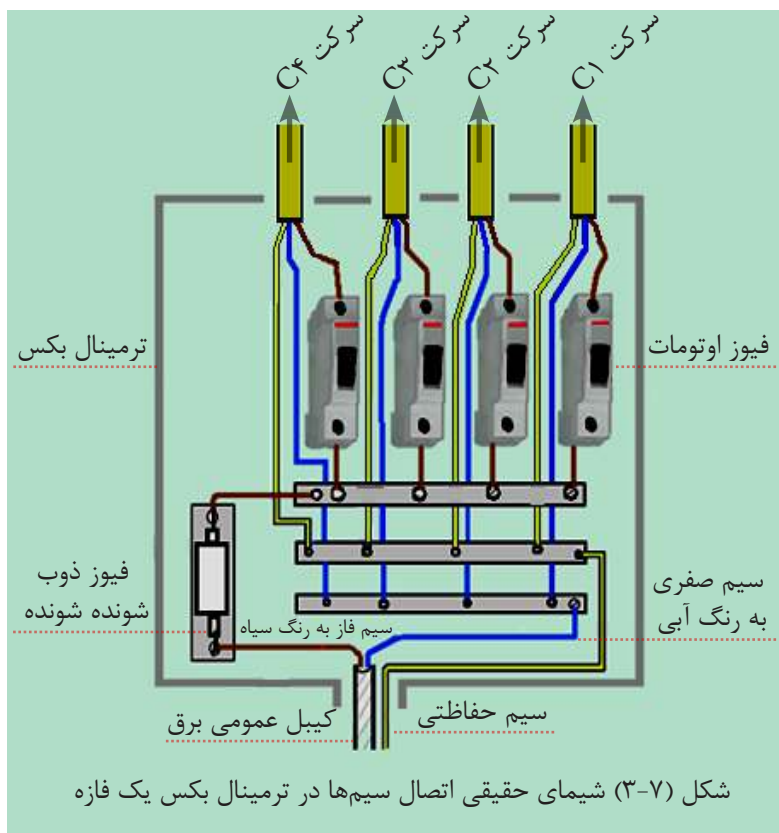 سرکت C۱
سرکت C۲
سرکت C۳
سرکت C۴
فیوز اوتومات
ترمینال بکس
سیم صفری
به رنگ آبی
فیوز ذوب
شونده شونده
سیم فاز به رنگ سیاه
سیم حفاظتی
کیبل عمومی برق
شکل (۷-۳) شیمای حقیقی اتصال سیم‌ها در ترمینال بکس یک فازه